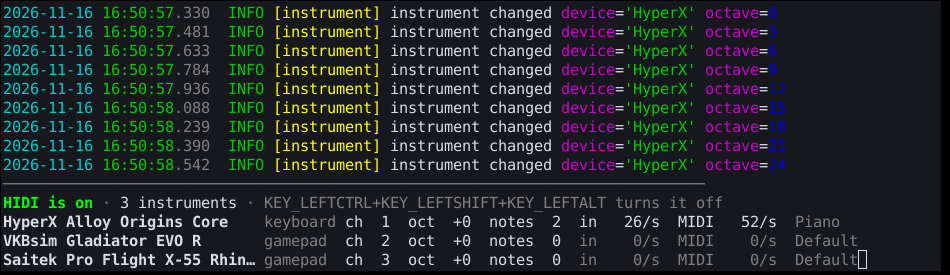 2026-11-16 16:50:57.330 INFO [instrument] instrument changed device='HyperX' octave=0
2026-11-16 16:50:57.481 INFO [instrument] instrument changed device='HyperX' octave=3
2026-11-16 16:50:57.633 INFO [instrument] instrument changed device='HyperX' octave=6
2026-11-16 16:50:57.784 INFO [instrument] instrument changed device='HyperX' octave=9
2026-11-16 16:50:57.936 INFO [instrument] instrument changed device='HyperX' octave=12
2026-11-16 16:50:58.088 INFO [instrument] instrument changed device='HyperX' octave=15
2026-11-16 16:50:58.239 INFO [instrument] instrument changed device='HyperX' octave=18
2026-11-16 16:50:58.390 INFO [instrument] instrument changed device='HyperX' octave=21
2026-11-16 16:50:58.542 INFO [instrument] instrument changed device='HyperX' octave=24
HIDI is on · 3 instruments · KEY_LEFTCTRL+KEY_LEFTSHIFT+KEY_LEFTALT turns it off
HyperX Alloy Origins Core keyboard ch 1 oct +0 notes 2 in 26/s MIDI 52/s Piano
VKBsim Gladiator EVO R gamepad ch 2 oct +0 notes 0 in 0/s MIDI 0/s Default
Saitek Pro Flight X-55 Rhin… gamepad ch 3 oct +0 notes 0 in 0/s MIDI 0/s Default